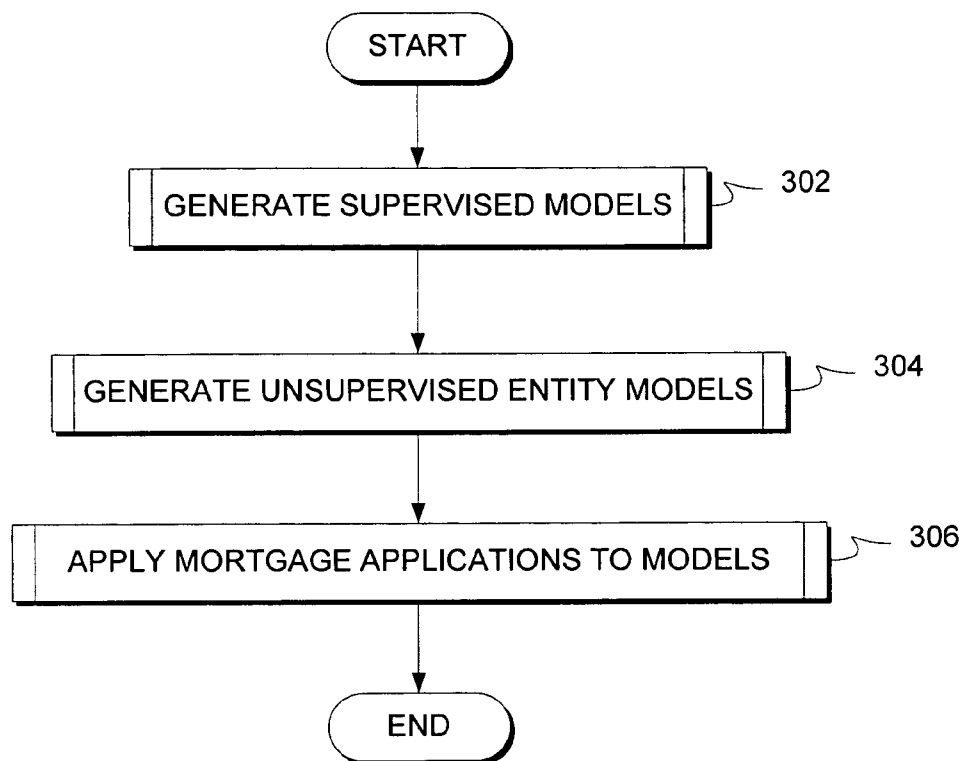 START
GENERATE SUPERVISED MODELS
302
GENERATE UNSUPERVISED ENTITY MODELS
304
APPLY MORTGAGE APPLICATIONS TO MODELS
306
END